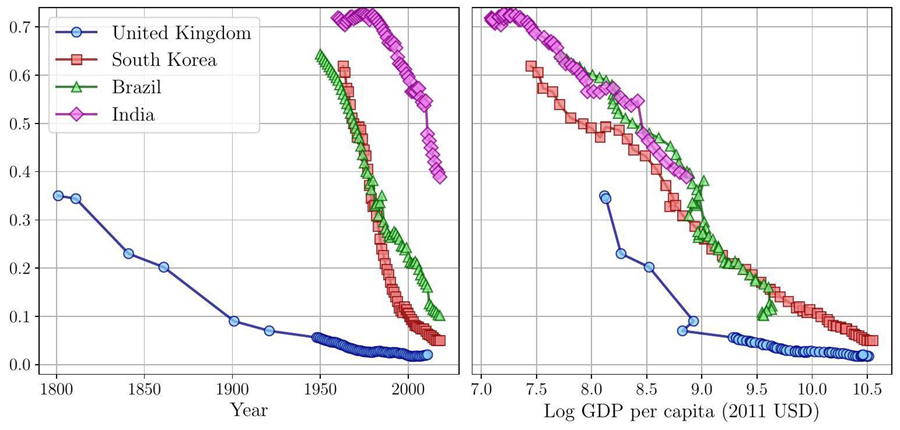 United Kingdom
South Korea
Brazil
India
0.7
0.6
0.5
0.4
0.3
0.2
0.1
0.0
1800 1850 1900 1950 2000
Year
7.0 7.5 8.0 8.5 9.0 9.5 10.0 10.5
Log GDP per capita (2011 USD)